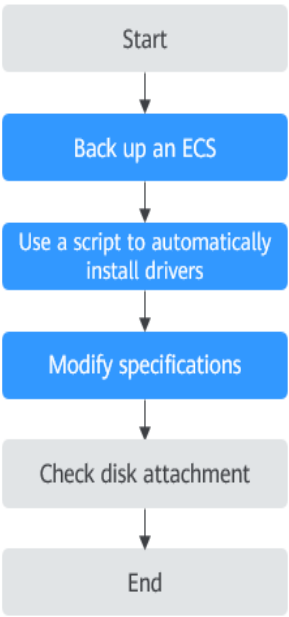 Start
Back up an ECS
Use a script to automatically
install drivers
Modify specifications
Check disk attachment
End